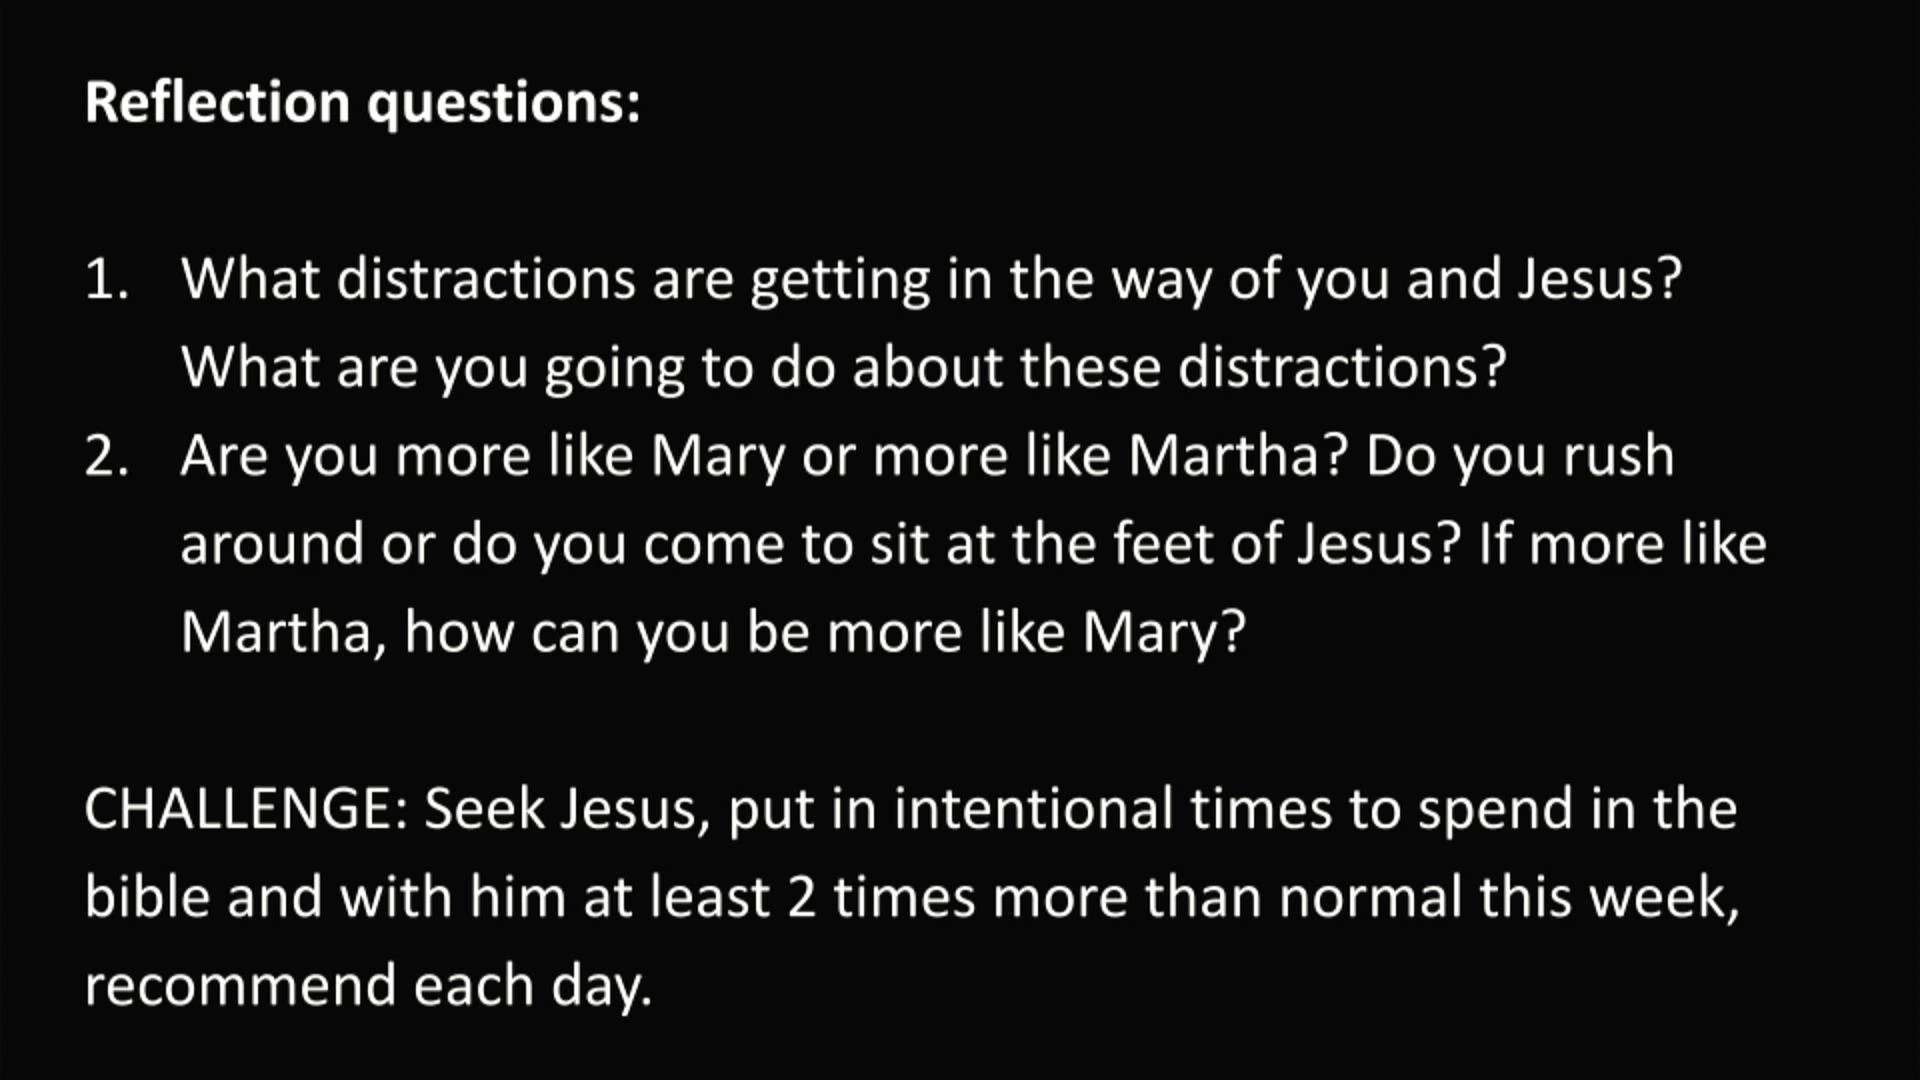 Reflection questions:
1. What distractions are getting in the way of you and Jesus?
What are you going to do about these distractions?
2. Are you more like Mary or more like Martha? Do you rush
around or do you come to sit at the feet of Jesus? If more like
Martha, how can you be more like Mary?
CHALLENGE: Seek Jesus, put in intentional times to spend in the
bible and with him at least 2 times more than normal this week,
recommend each day.